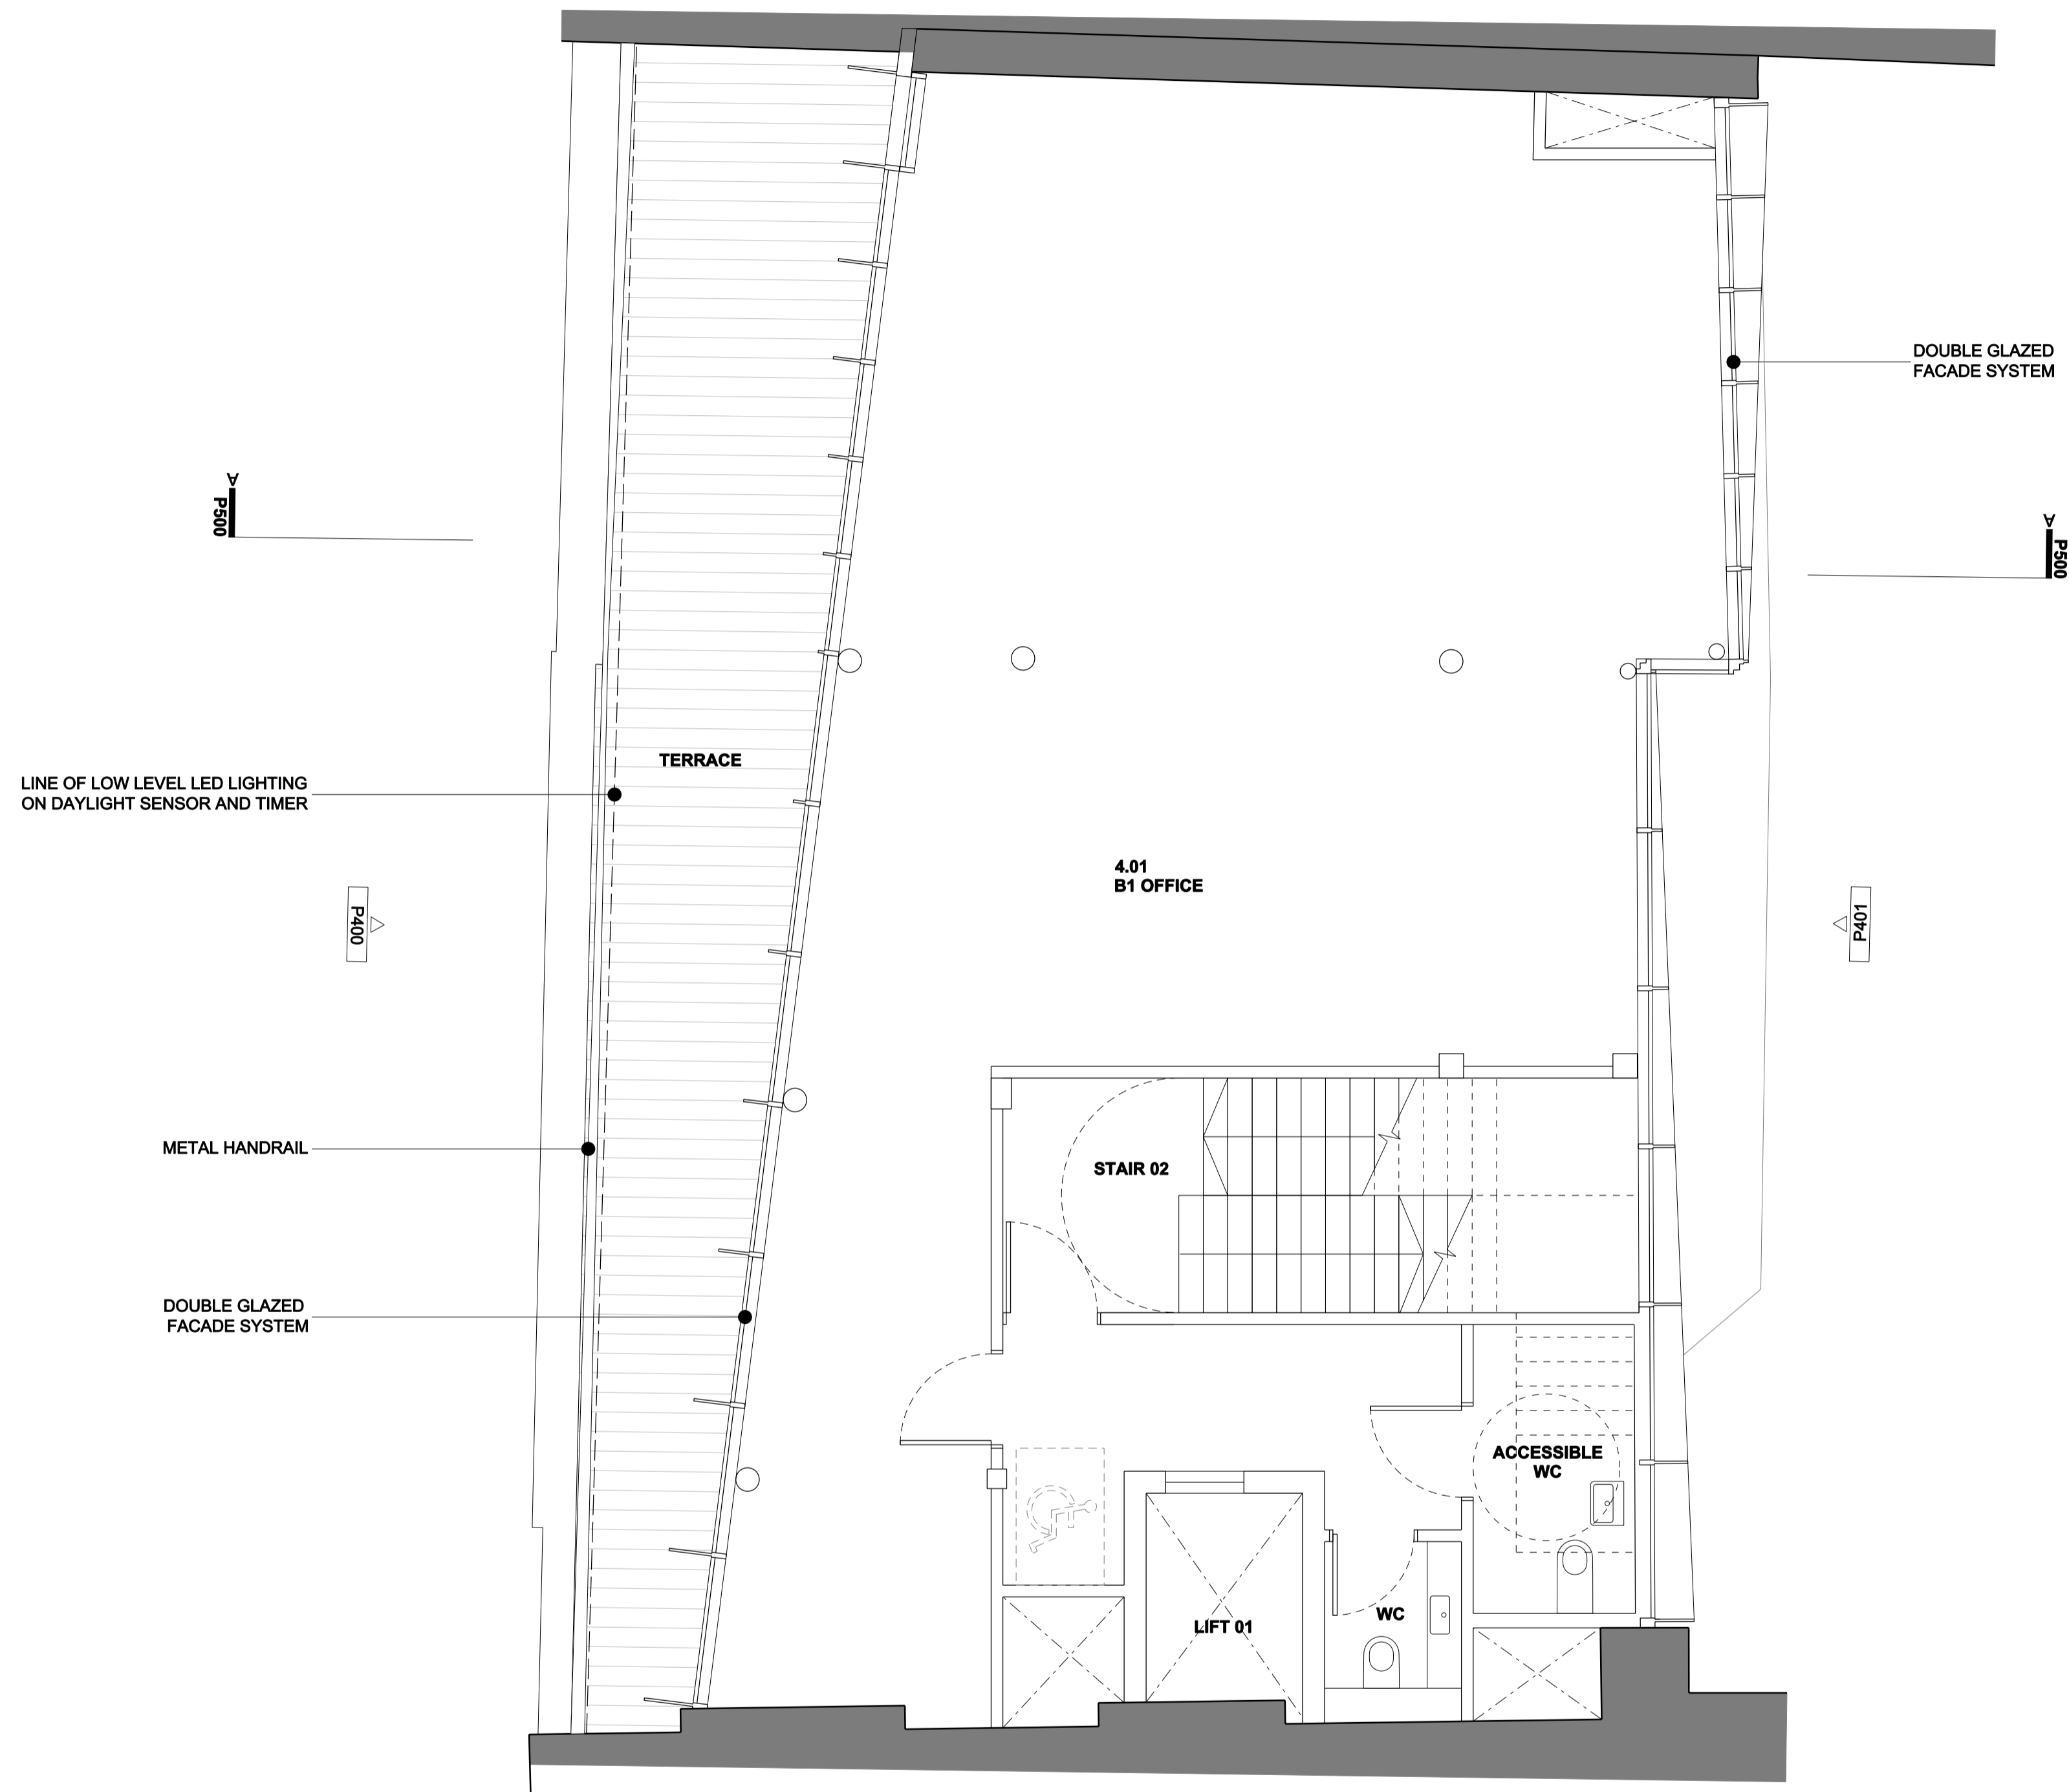 DOUBLE GLAZED
FACADE SYSTEM
A
P500
A
P500
TERRACE
LINE OF LOW LEVEL LED LIGHTING
ON DAYLIGHT SENSOR AND TIMER
4.01
B1 OFFICE
P400
P401
METAL HANDRAIL
STAIR 02
DOUBLE GLAZED
FACADE SYSTEM
ACCESSIBLE
WC
WC
LIFT 01